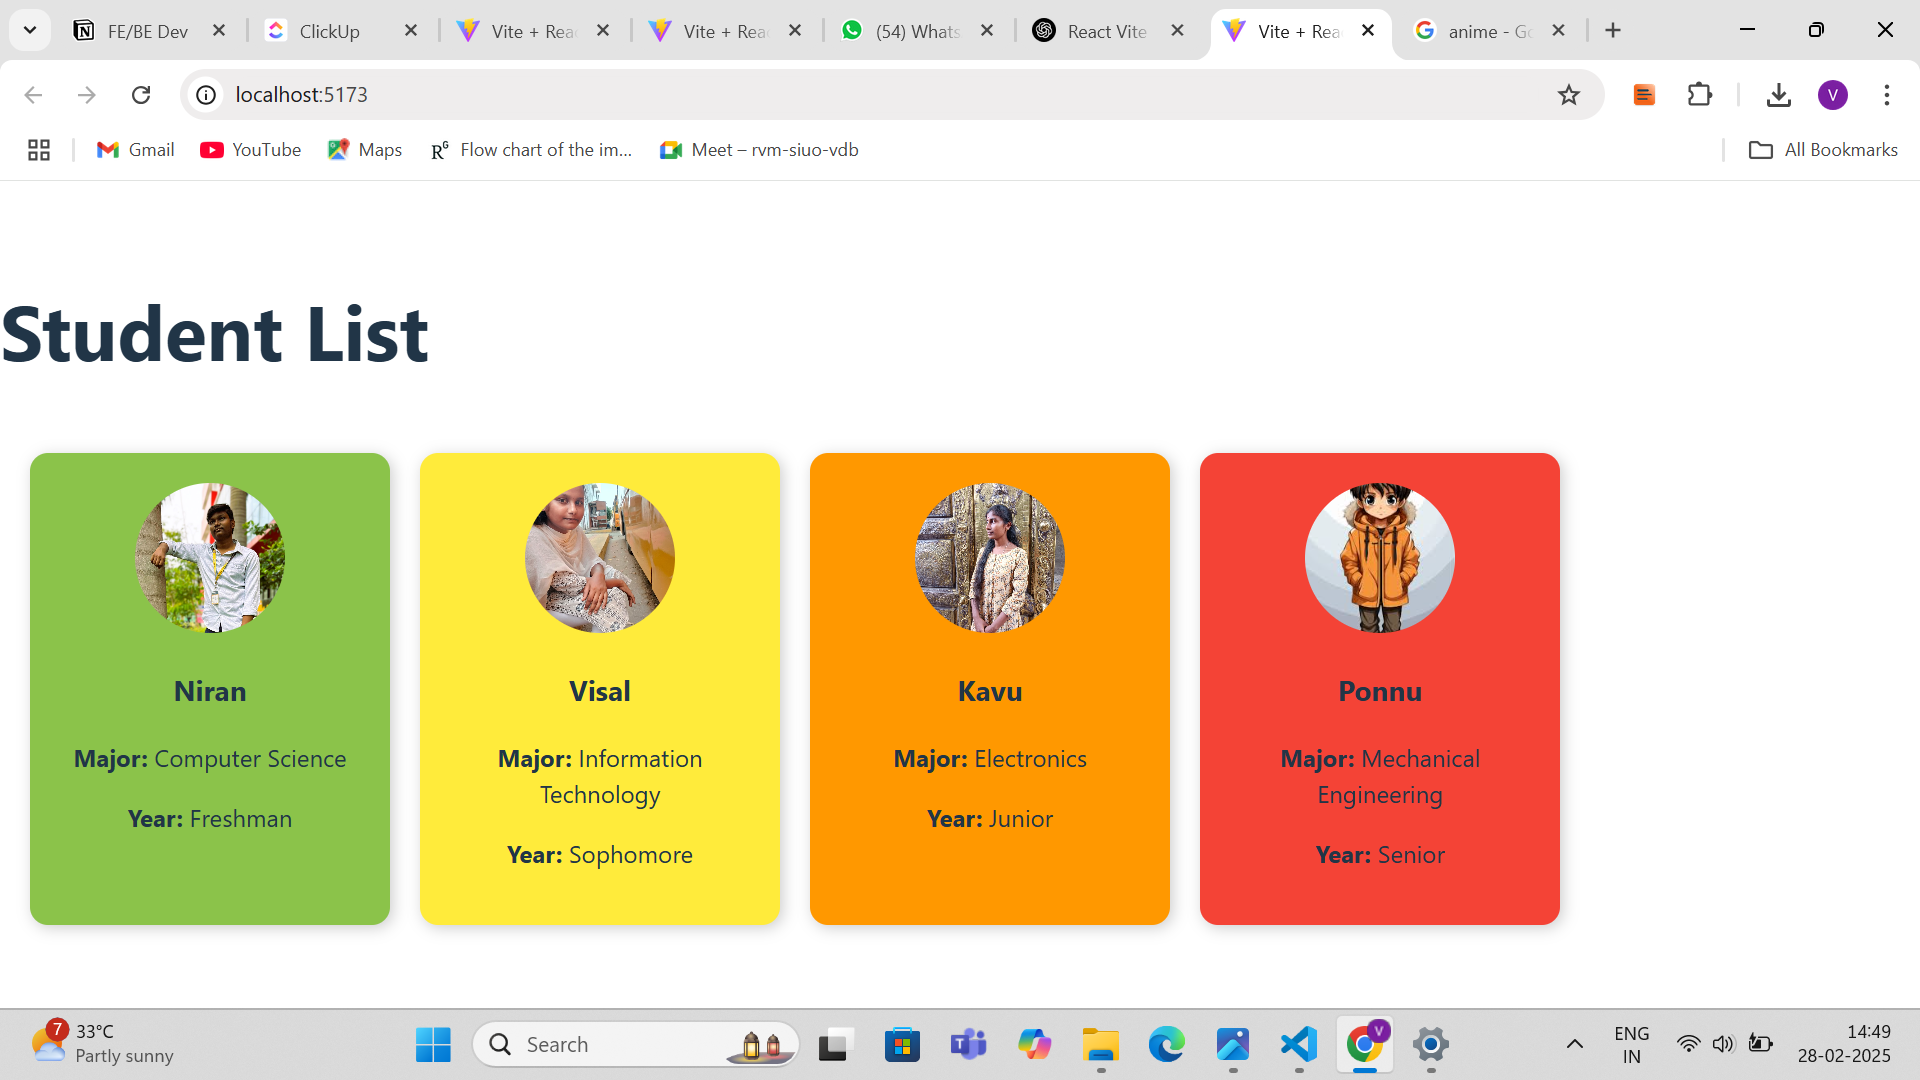 FE/BE Dev
ClickUp
Vite + Rea
Vite + Rea
(54) Whats
React Vite
Vite + Rea
anime - Go
localhost:5173
V
Gmail
YouTube
Maps
RG Flow chart of the im...
Meet – rvm-siuo-vdb
All Bookmarks
Student List
Niran
Major: Computer Science
Year: Freshman
Visal
Major: Information
Technology
Year: Sophomore
Kavu
Major: Electronics
Year: Junior
Ponnu
Major: Mechanical
Engineering
Year: Senior
7
33°C
Partly sunny
Search
V
ENG
IN
14:49
28-02-2025